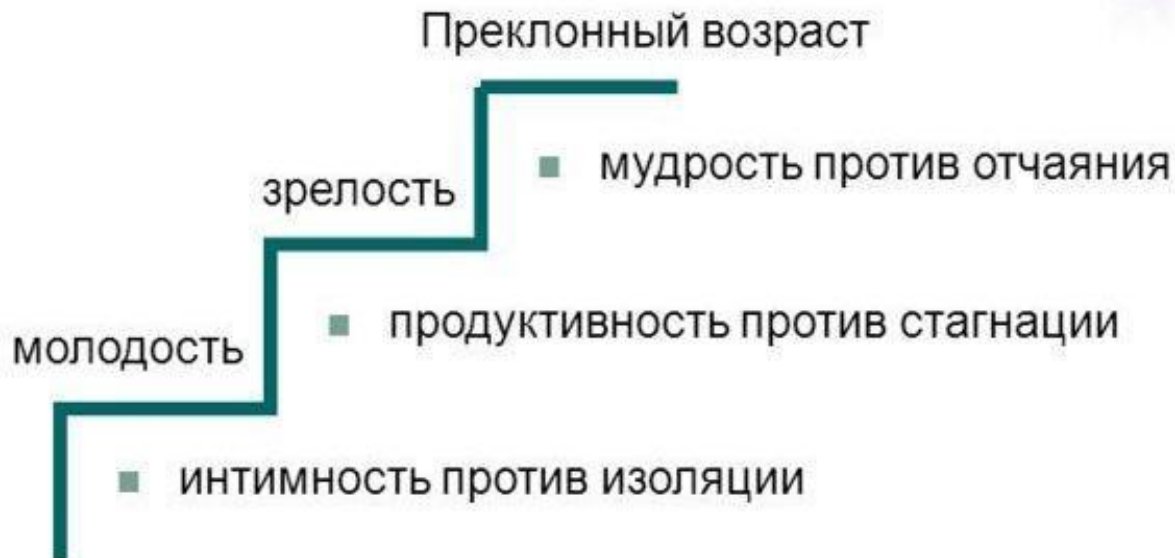 Преклонный возраст
мудрость против отчаяния
зрелость
продуктивность против стагнации
молодость
интимность против изоляции